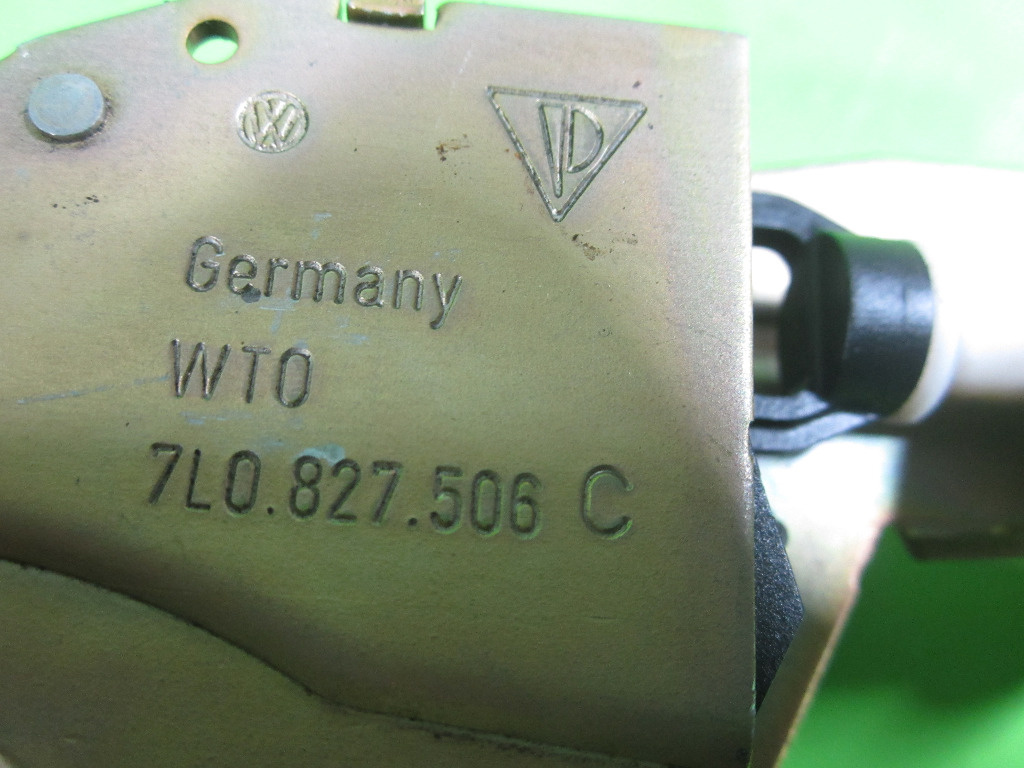 VW
Germany
WTO
7L0.827.506 C